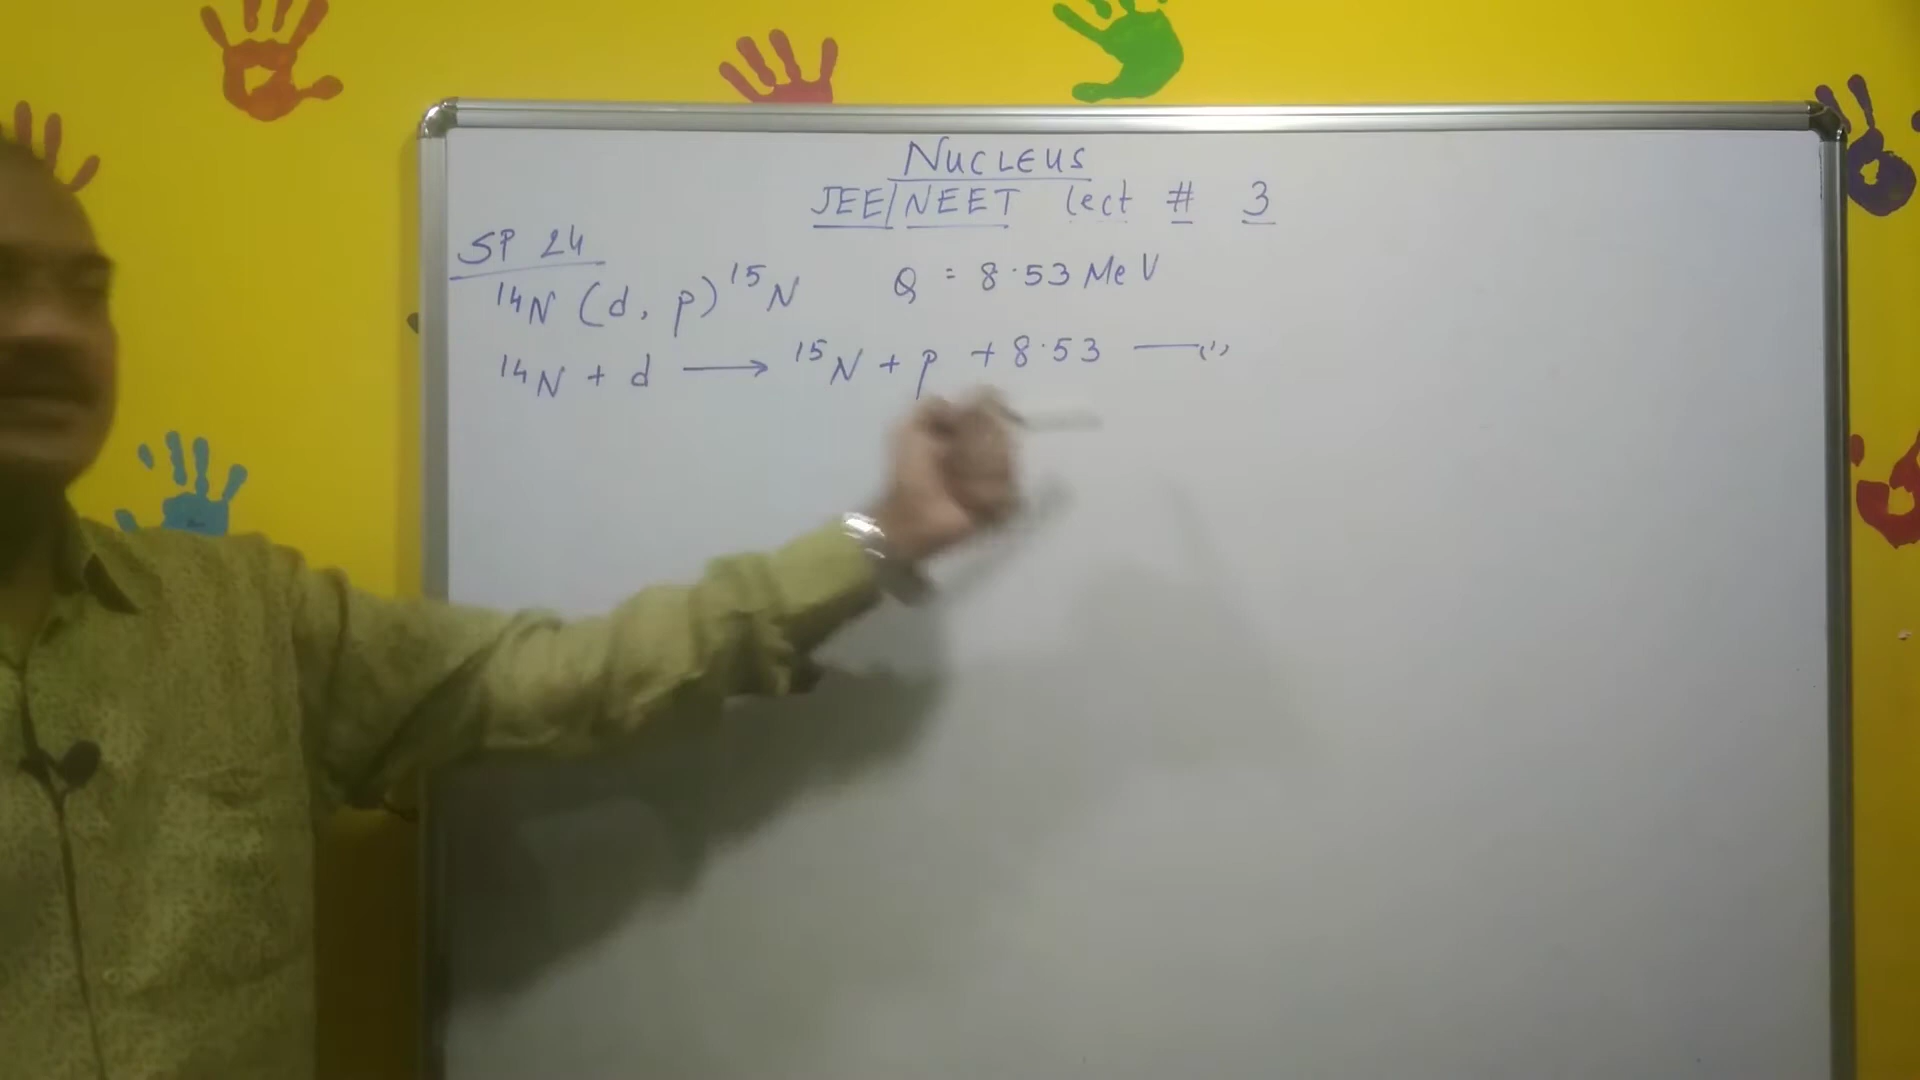 NUCLEUS
JEE/NEET Lect # 3
SP 24
¹⁴N (d, p) ¹⁵N Q = 8.53 MeV
¹⁴N + d ⟶ ¹⁵N + p + 8.53 —(1)